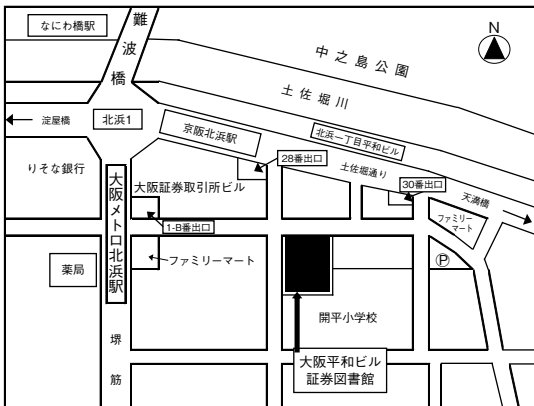 なにわ橋駅
難波橋
N
中之島公園
土佐堀川
淀屋橋
北浜1
京阪北浜駅
北浜一丁目平和ビル
28番出口
土佐堀通り
りそな銀行
大阪証券取引所ビル
30番出口
天満橋
大阪メトロ北浜駅
1-B番出口
ファミリー
マート
薬局
ファミリーマート
P
開平小学校
堺筋
大阪平和ビル
証券図書館